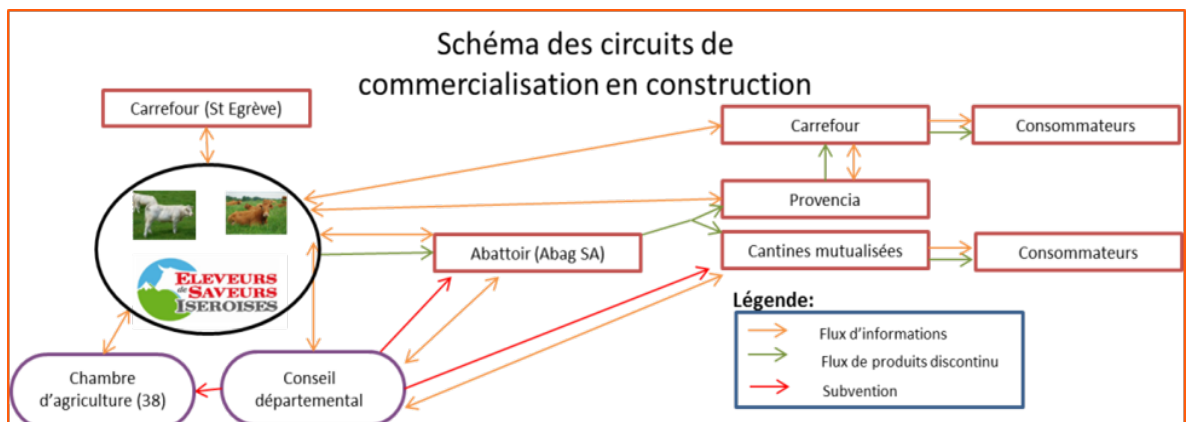 Schéma des circuits de
commercialisation en construction
Carrefour (St Egrève)
Carrefour
Consommateurs
Provencia
Abattoir (Abag SA)
Cantines mutualisées
Consommateurs
ELEVEURS
de SAVEURS
ISEROISES
Légende:
Flux d'informations
Flux de produits discontinu
Subvention
Chambre
d'agriculture (38)
Conseil
départemental